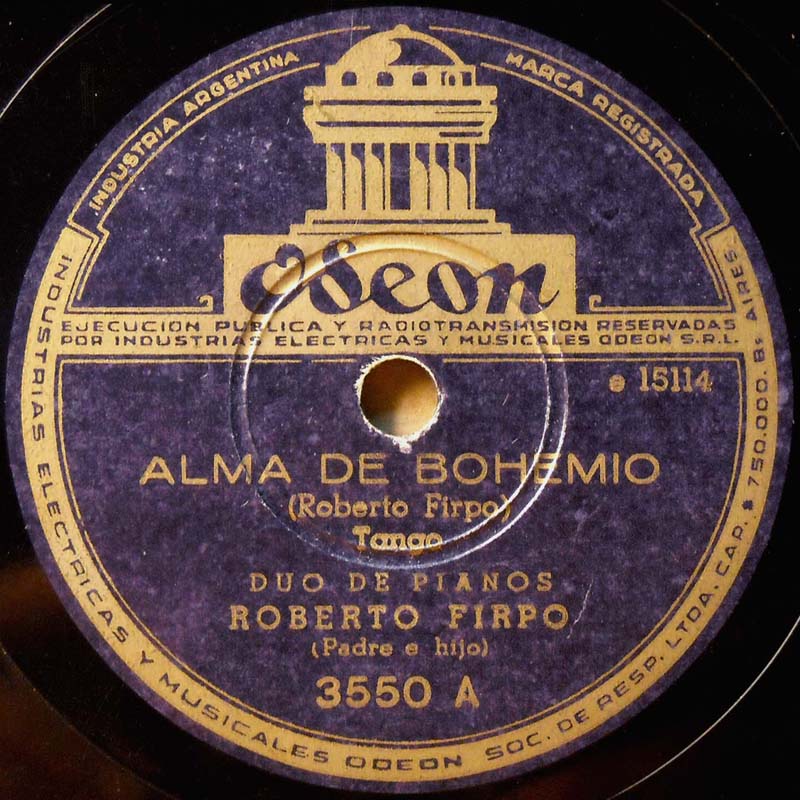 INDUSTRIA ARGENTINA
MARCA REGISTRADA
Odeon
EJECUCION PUBLICA Y RADIOTRANSMISION RESERVADAS
POR INDUSTRIAS ELECTRICAS Y MUSICALES ODEON S.R.L.
e 15114
ALMA DE BOHEMIO
(Roberto Firpo)
Tango
DUO DE PIANOS
ROBERTO FIRPO
(Padre e hijo)
3550 A
INDUSTRIAS ELECTRICAS Y MUSICALES ODEON SOC. DE RESP. LTDA. CAP. $ 750.000. Bs AIRES.